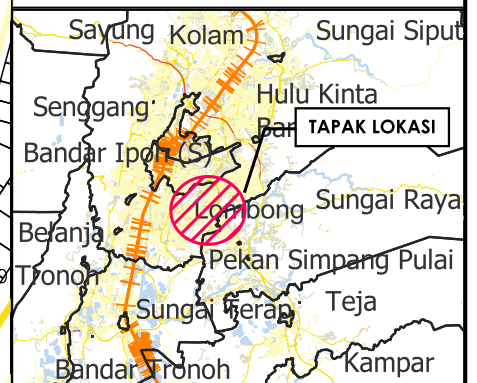 Sayung
Kolam
Sungai Siput
Hulu Kinta
Senggang
TAPAK LOKASI
Bandar Ipoh (S)
Lombong
Sungai Raya
Belanja
Pekan Simpang Pulai
Tronoh
Sungai Terap
Teja
Bandar Tronoh
Kampar